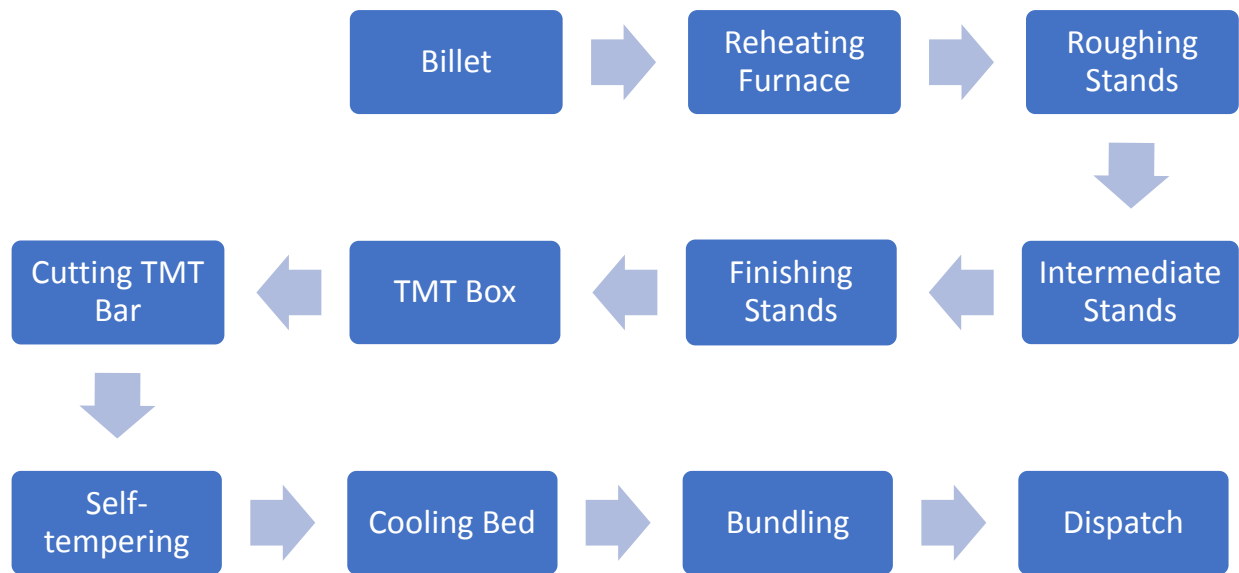 Billet
Reheating
Furnace
Roughing
Stands
Intermediate
Stands
Finishing
Stands
TMT Box
Cutting TMT
Bar
Self-
tempering
Cooling Bed
Bundling
Dispatch